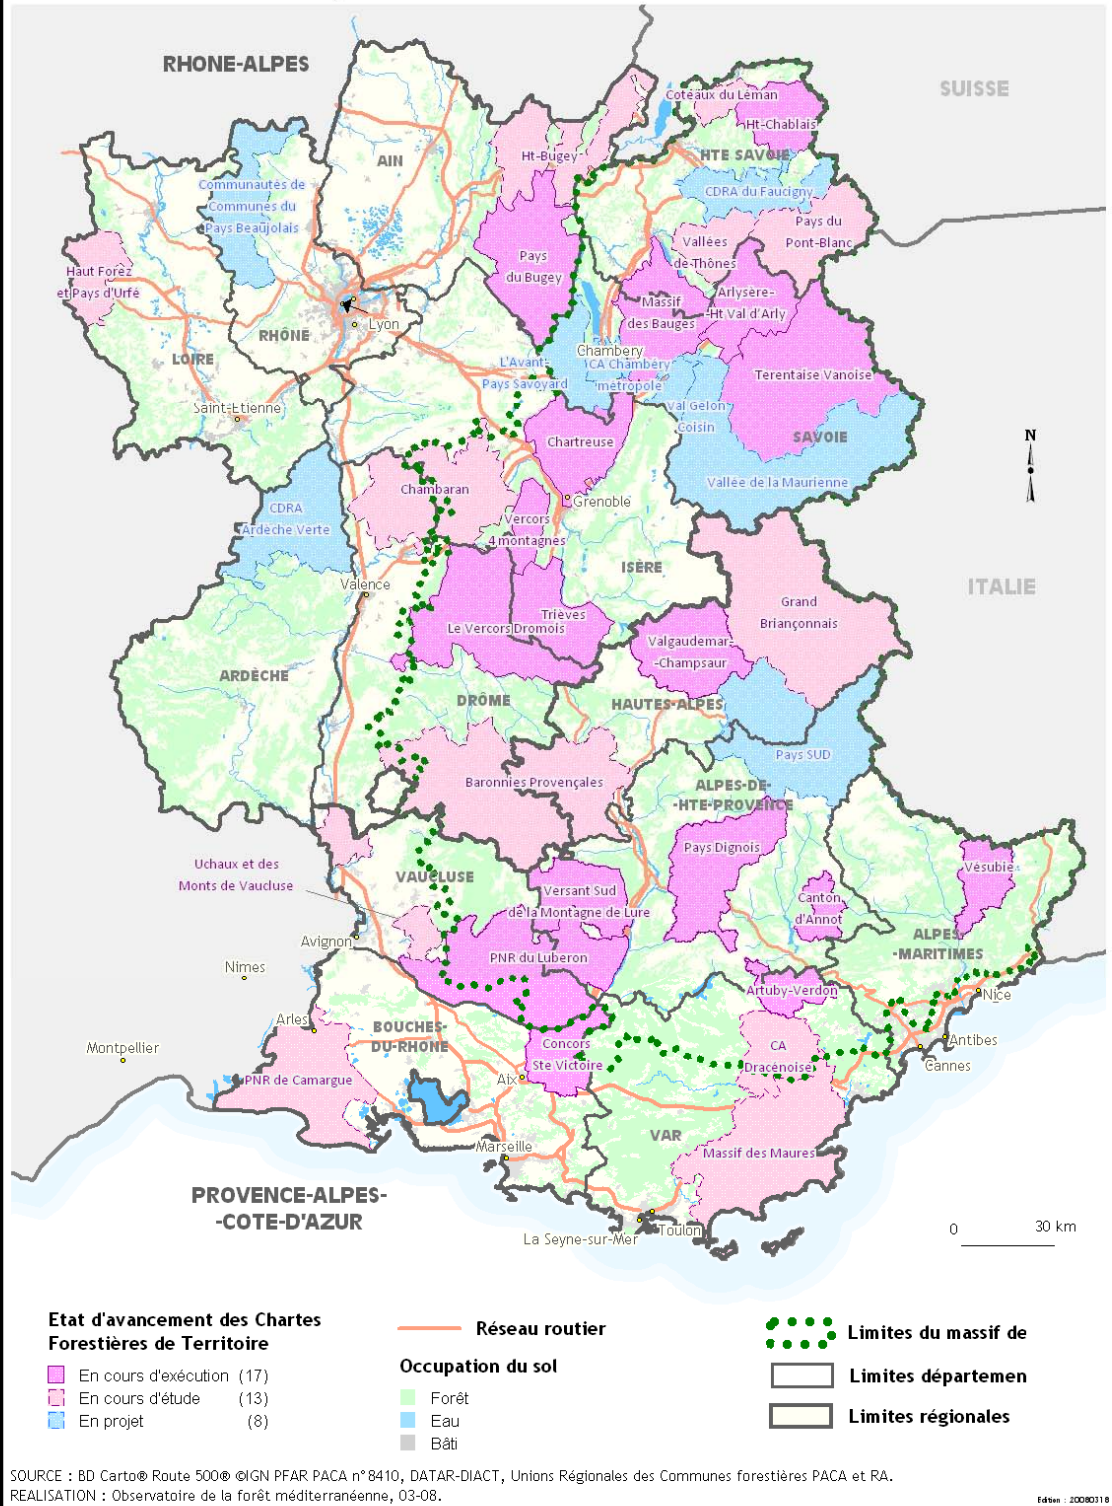 RHONE-ALPES
SUISSE
Coteaux du Léman
Ht-Chablais
HTE SAVOIE
AIN
Ht-Bugey
Communautés de
Communes du
Pays Beaujolais
CDRA du Faucigny
Pays du
Pont-Blanc
Vallées
de-Thônes
Pays
du Bugey
Haut Forez
et Pays d'Urfé
Arlysère-
-Ht Val d'Arly
Massif
des Bauges
Lyon
RHÔNE
LOIRE
Chambery
CA Chambéry
métropole
L'Avant-
Pays Savoyard
Terentaise Vanoise
Saint-Etienne
Val Gelon
Coisin
SAVOIE
Chartreuse
N
Vallée de la Maurienne
Chambaran
Grenoble
CDRA
Ardèche Verte
Vercors
4 montagnes
ISÈRE
ITALIE
Valence
Grand
Briançonnais
Trièves
Le Vercors Dromois
Valgaudemar-
-Champsaur
ARDÈCHE
DRÔME
HAUTES-ALPES
Pays SUD
Baronnies Provençales
ALPES-DE-
-HTE-PROVENCE
Pays Dignois
Uchaux et des
Monts de Vaucluse
VAUCLUSE
Vésubie
Versant Sud
de la Montagne de Lure
Canton
d'Annot
ALPES
-MARITIMES
Avignon
PNR du Luberon
Nimes
Artuby-Verdon
Nice
Arles
BOUCHES-
DU-RHONE
Montpellier
Concors
Ste Victoire
CA
Dracénoise
Antibes
Cannes
PNR de Camargue
Aix
VAR
Marseille
Massif des Maures
PROVENCE-ALPES-
-COTE-D'AZUR
La Seyne-sur-Mer
Toulon
0 30 km
Etat d'avancement des Chartes
Forestières de Territoire
En cours d'exécution (17)
En cours d'étude (13)
En projet (8)
Réseau routier
Occupation du sol
Forêt
Eau
Bâti
Limites du massif de
Limites départemen
Limites régionales
SOURCE : BD Carto® Route 500® ©IGN PFAR PACA n°8410, DATAR-DIACT, Unions Régionales des Communes forestières PACA et RA.
REALISATION : Observatoire de la forêt méditerranéenne, 03-08.
Edition : 20080318